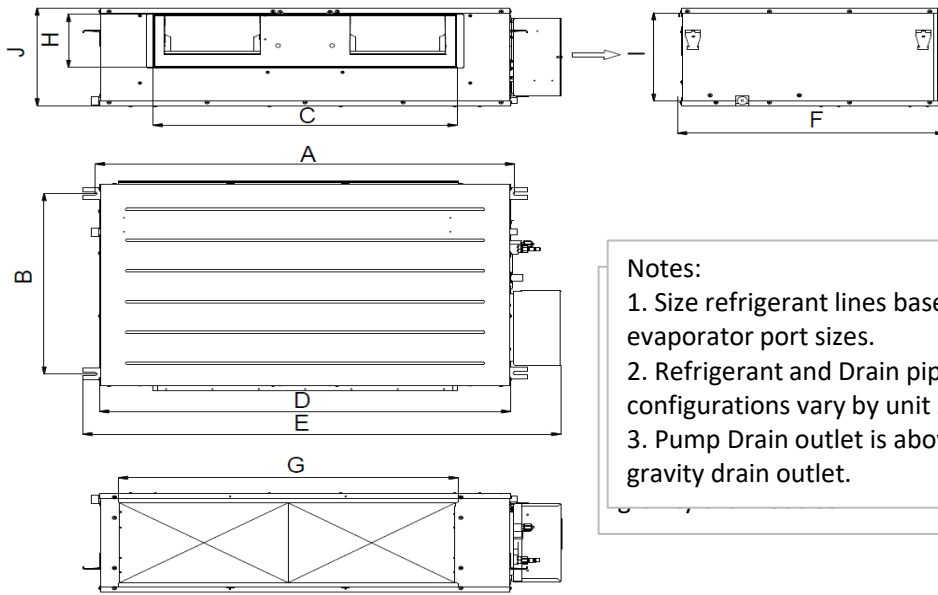 J
H
C
I
F
A
B
D
E
G
Notes:
1. Size refrigerant lines base
evaporator port sizes.
2. Refrigerant and Drain pip
configurations vary by unit
3. Pump Drain outlet is abov
gravity drain outlet.